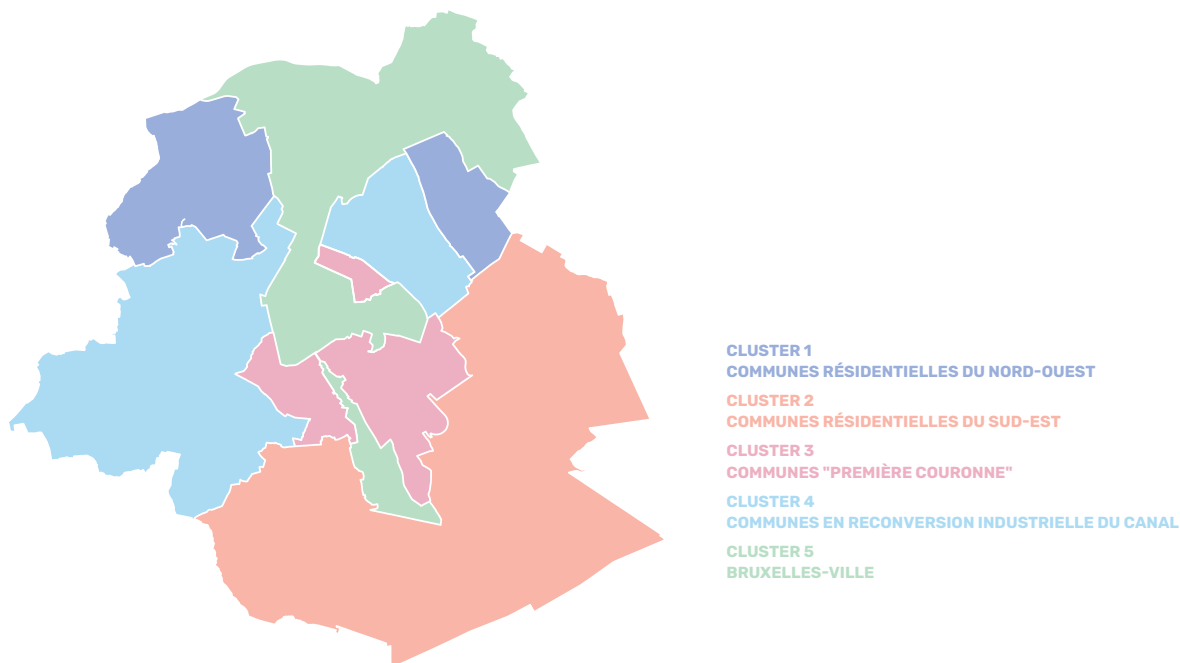 CLUSTER 1
COMMUNES RÉSIDENTIELLES DU NORD-OUEST
CLUSTER 2
COMMUNES RÉSIDENTIELLES DU SUD-EST
CLUSTER 3
COMMUNES "PREMIÈRE COURONNE"
CLUSTER 4
COMMUNES EN RECONVERSION INDUSTRIELLE DU CANAL
CLUSTER 5
BRUXELLES-VILLE